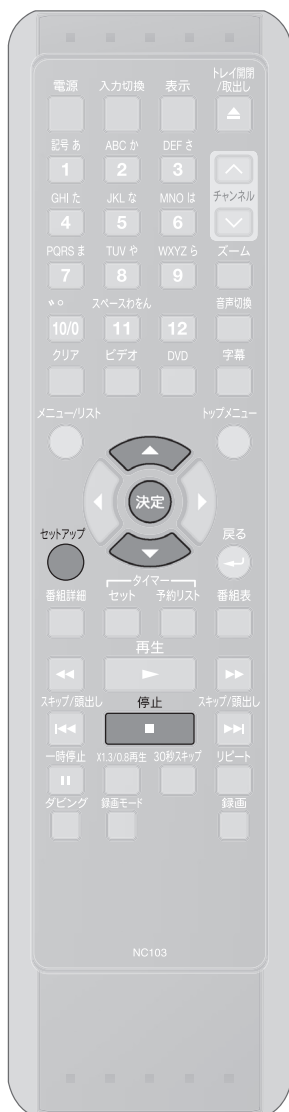 電源 入力切換 表示 トレイ開閉
/取出し
記号 あ ABC か DEF さ
1 2 3
GHI た JKL な MNO は チャンネル
4 5 6
PQRS ま TUV や WXYZ ら ズーム
7 8 9
゛゜ スペースわをん 音声切換
10/0 11 12
クリア ビデオ DVD 字幕
メニュー/リスト トップメニュー
決定
セットアップ 戻る
タイマー
番組詳細 セット 予約リスト 番組表
再生
スキップ/頭出し 停止 スキップ/頭出し
一時停止 X1.3/0.8再生 30秒スキップ リピート
ダビング 録画モード 録画
NC103